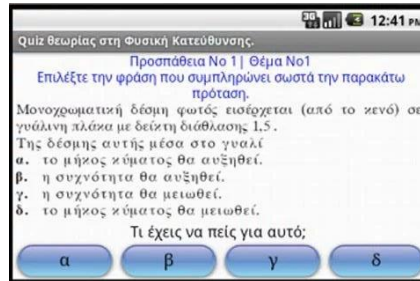 3G 12:41 PM
Quiz θεωρίας στη Φυσική Κατεύθυνσης.
Προσπάθεια Νο 1| Θέμα Νο1
Επιλέξτε την φράση που συμπληρώνει σωστά την παρακάτω
πρόταση.
Μονοχρωματική δέσμη φωτός εισέρχεται (από το κενό) σε
γυάλινη πλάκα με δείκτη διάθλασης 1,5.
Της δέσμης αυτής μέσα στο γυαλί
α. το μήκος κύματος θα αυξηθεί.
β. η συχνότητα θα αυξηθεί.
γ. η συχνότητα θα μειωθεί.
δ. το μήκος κύματος θα μειωθεί.
Τι έχεις να πείς για αυτό;
α β γ δ